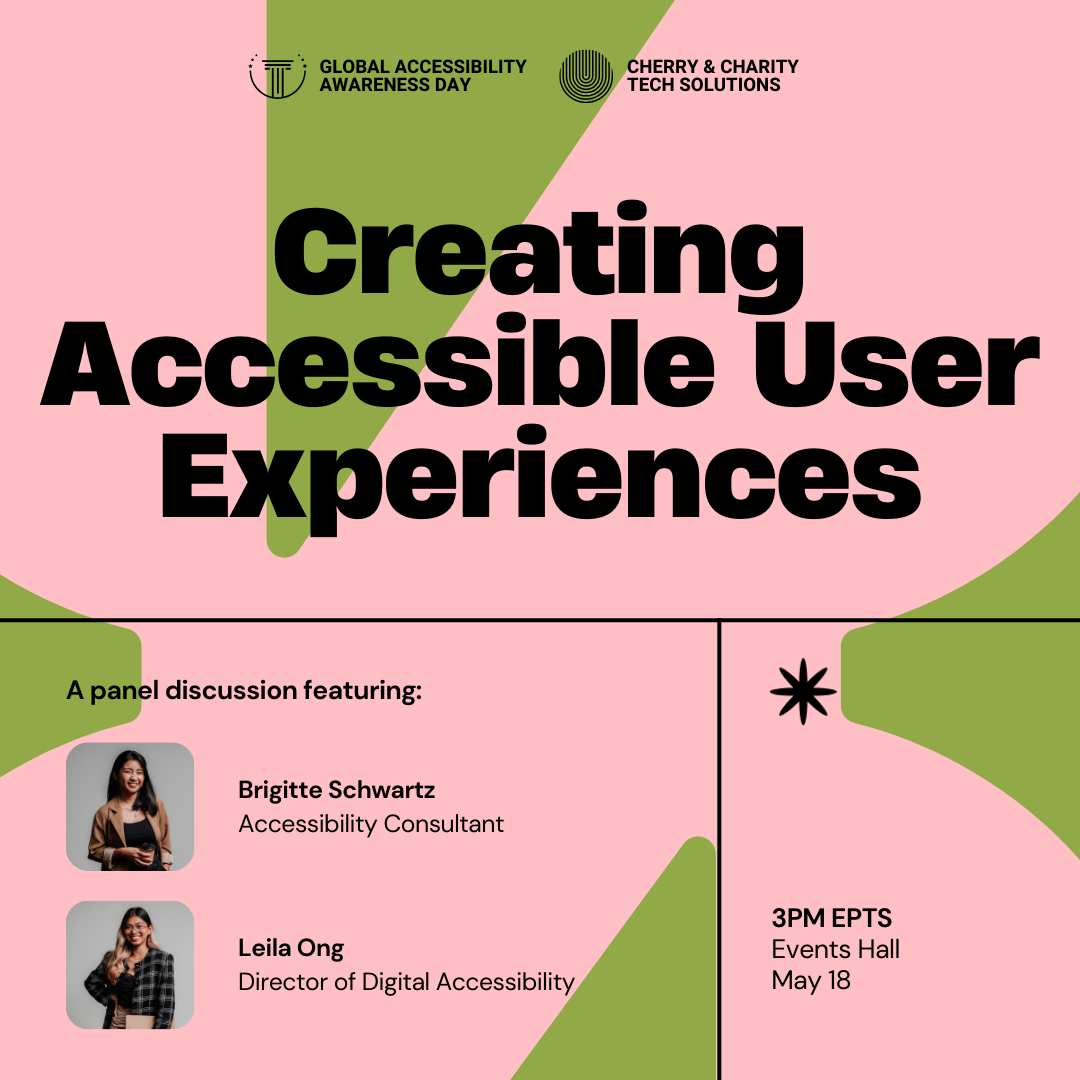 GLOBAL ACCESSIBILITY
AWARENESS DAY
CHERRY & CHARITY
TECH SOLUTIONS
Creating
Accessible User
Experiences
A panel discussion featuring:
Brigitte Schwartz
Accessibility Consultant
Leila Ong
Director of Digital Accessibility
3PM EPTS
Events Hall
May 18